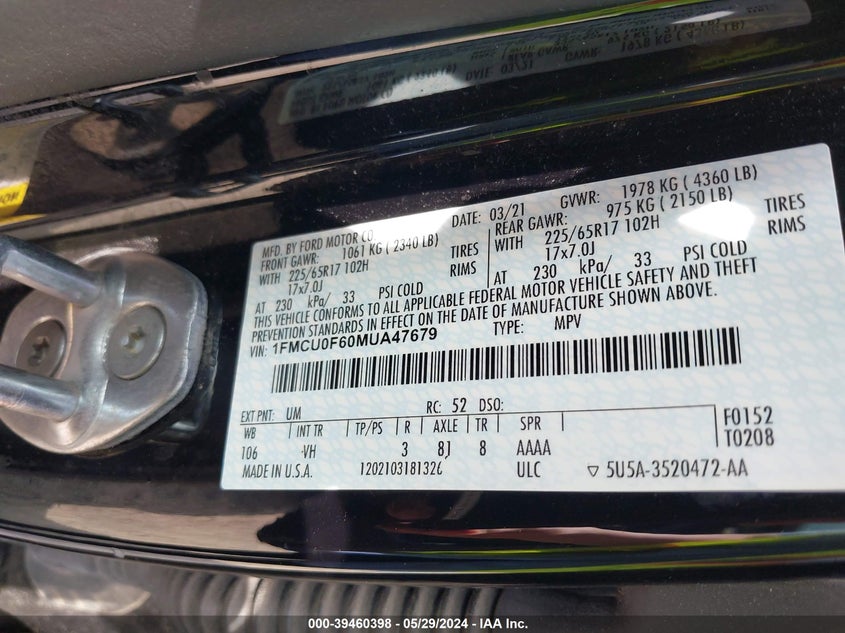 DATE: 03/21 GVWR: 1978 KG ( 4360 LB)
MFD. BY FORD MOTOR CO.
FRONT GAWR: 1061 KG ( 2340 LB) REAR GAWR: 975 KG ( 2150 LB)
WITH 225/65R17 102H TIRES WITH 225/65R17 102H TIRES
17x7.0J RIMS 17x7.0J RIMS
AT 230 kPa/ 33 PSI COLD AT 230 kPa/ 33 PSI COLD
THIS VEHICLE CONFORMS TO ALL APPLICABLE FEDERAL MOTOR VEHICLE SAFETY AND THEFT
PREVENTION STANDARDS IN EFFECT ON THE DATE OF MANUFACTURE SHOWN ABOVE.
VIN: 1FMCU0F60MUA47679 TYPE: MPV
EXT PNT: UM RC: 52 DSO:
WB INT TR TP/PS R AXLE TR SPR F0152
106 VH 3 8J 8 AAAA T0208
MADE IN U.S.A. 1202103181326 ULC 5U5A-3520472-AA
000-39460398 - 05/29/2024 - IAA Inc.